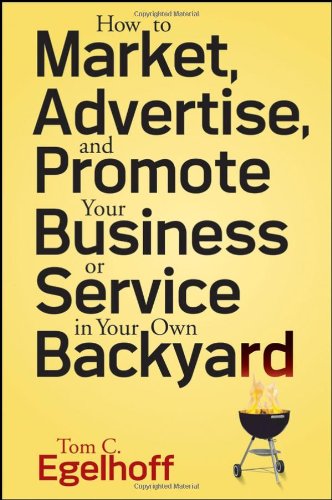 How to
Market,
Advertise,
and
Promote
Your
Business
or
Service
in Your Own
Backyard
Tom C.
Egelhoff